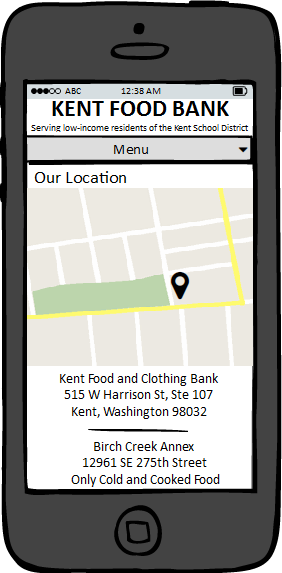 ABC 12:38 AM
KENT FOOD BANK
Serving low-income residents of the Kent School District
Menu
Our Location
Kent Food and Clothing Bank
515 W Harrison St, Ste 107
Kent, Washington 98032
Birch Creek Annex
12961 SE 275th Street
Only Cold and Cooked Food